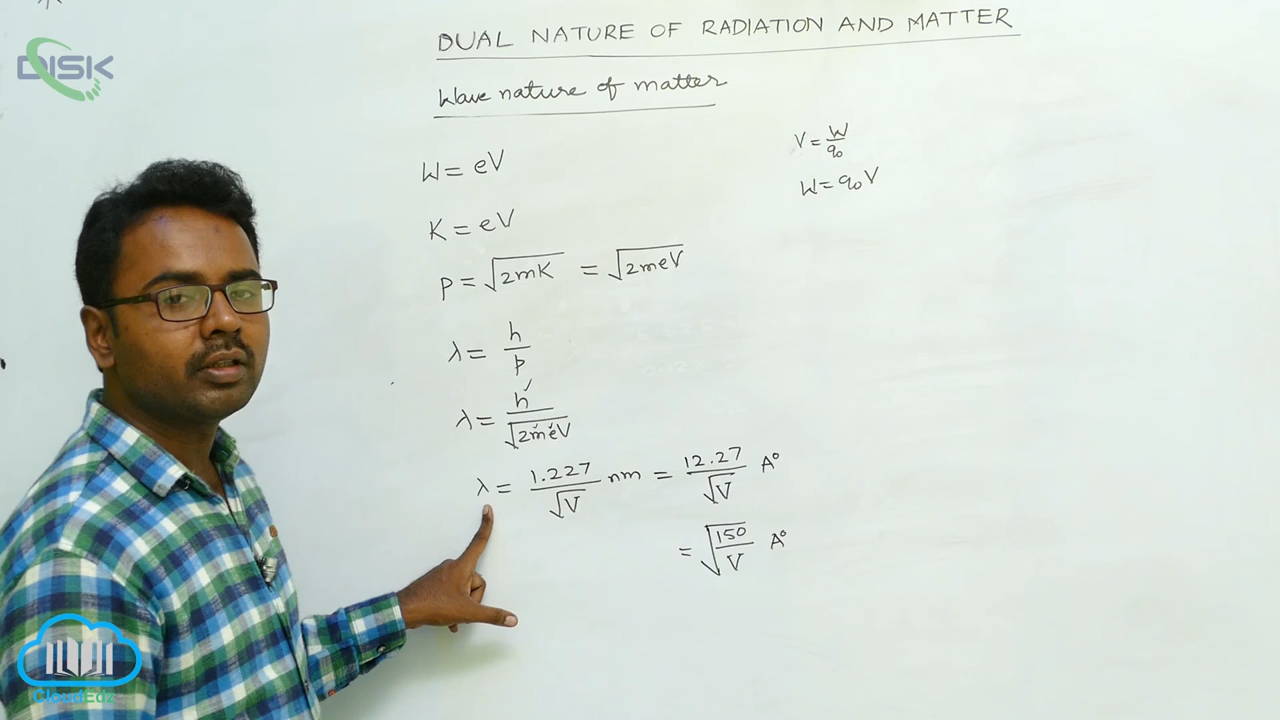 DISK
DUAL NATURE OF RADIATION AND MATTER
Wave nature of matter
W = eV
V = W/q₀
W = q₀V
K = eV
p = √2mK = √2meV
λ = h/p
λ = h/√2meV
λ = 1.227/√V nm = 12.27/√V A°
= √150/V A°
CloudEdz